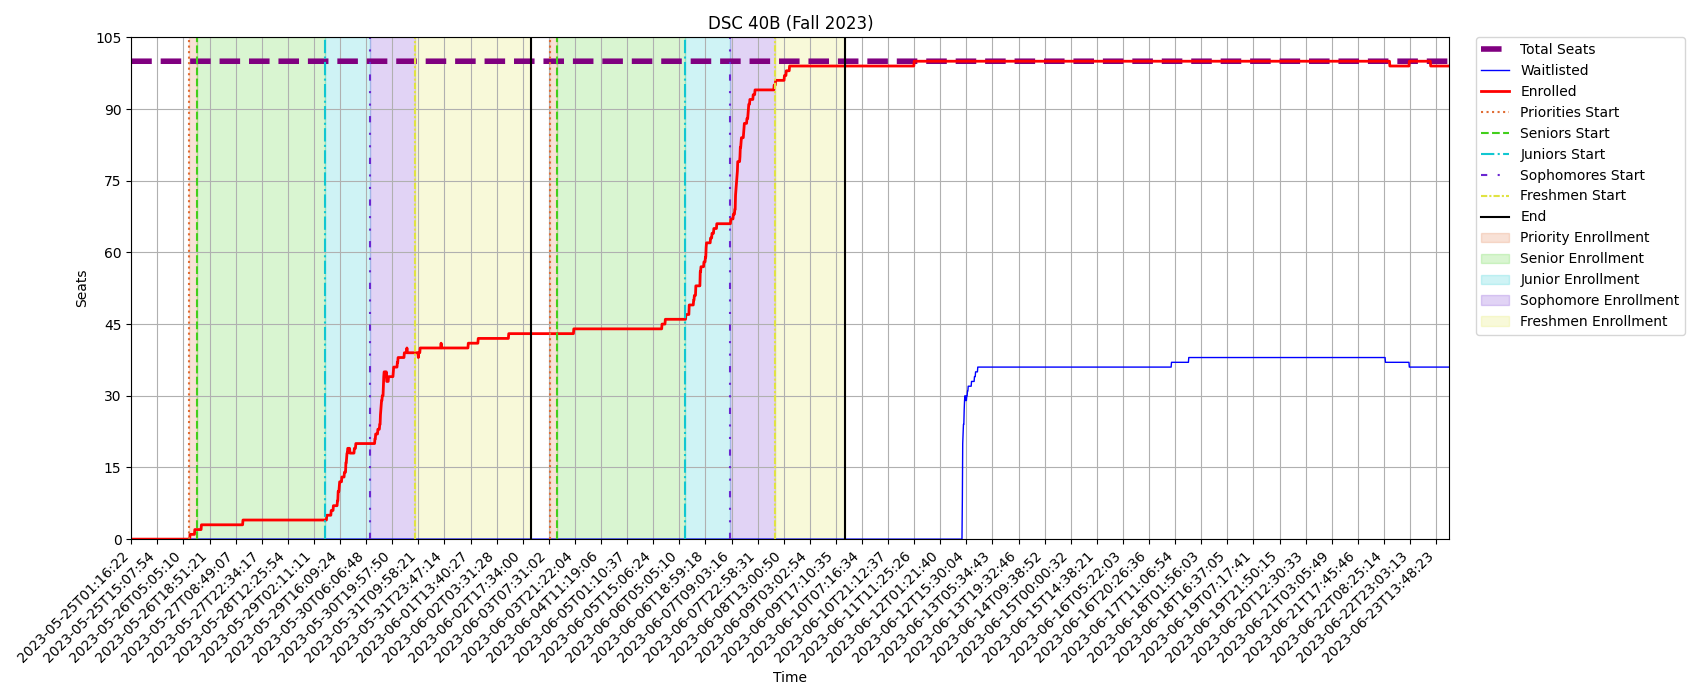 DSC 40B (Fall 2023)
105
90
75
60
45
30
15
0
Seats
2023-05-25T01:16:22
2023-05-25T15:07:54
2023-05-26T05:05:10
2023-05-26T18:51:21
2023-05-27T08:49:07
2023-05-27T22:34:17
2023-05-28T12:25:54
2023-05-29T02:11:11
2023-05-29T16:09:24
2023-05-30T06:06:48
2023-05-30T19:57:50
2023-05-31T09:58:21
2023-05-31T23:47:14
2023-06-01T13:40:27
2023-06-02T03:31:28
2023-06-02T17:34:00
2023-06-03T07:31:02
2023-06-03T21:22:04
2023-06-04T11:19:06
2023-06-05T01:10:37
2023-06-05T15:06:24
2023-06-06T05:05:10
2023-06-06T18:59:18
2023-06-07T09:03:16
2023-06-07T22:58:31
2023-06-08T13:00:50
2023-06-09T03:02:54
2023-06-09T17:10:35
2023-06-10T07:16:34
2023-06-10T21:12:37
2023-06-11T11:25:26
2023-06-12T01:21:40
2023-06-12T15:30:04
2023-06-13T05:34:43
2023-06-13T19:32:46
2023-06-14T09:38:52
2023-06-15T00:00:32
2023-06-15T14:38:21
2023-06-16T05:22:03
2023-06-16T20:26:36
2023-06-17T11:06:54
2023-06-18T01:56:03
2023-06-18T16:37:05
2023-06-19T07:17:41
2023-06-19T21:50:15
2023-06-20T12:30:33
2023-06-21T03:05:49
2023-06-21T17:45:46
2023-06-22T08:25:14
2023-06-22T23:03:13
2023-06-23T13:48:23
Time
Total Seats
Waitlisted
Enrolled
Priorities Start
Seniors Start
Juniors Start
Sophomores Start
Freshmen Start
End
Priority Enrollment
Senior Enrollment
Junior Enrollment
Sophomore Enrollment
Freshmen Enrollment